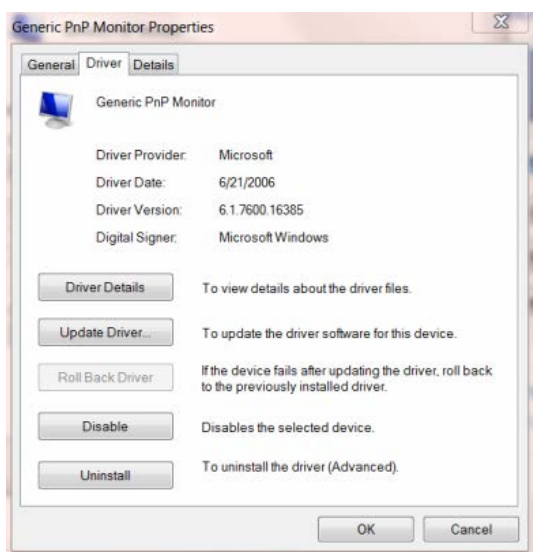 Generic PnP Monitor Properties
General Driver Details
Generic PnP Monitor
Driver Provider: Microsoft
Driver Date: 6/21/2006
Driver Version: 6.1.7600.16385
Digital Signer: Microsoft Windows
Driver Details To view details about the driver files.
Update Driver... To update the driver software for this device.
Roll Back Driver If the device fails after updating the driver, roll back
to the previously installed driver.
Disable Disables the selected device.
Uninstall To uninstall the driver (Advanced).
OK Cancel